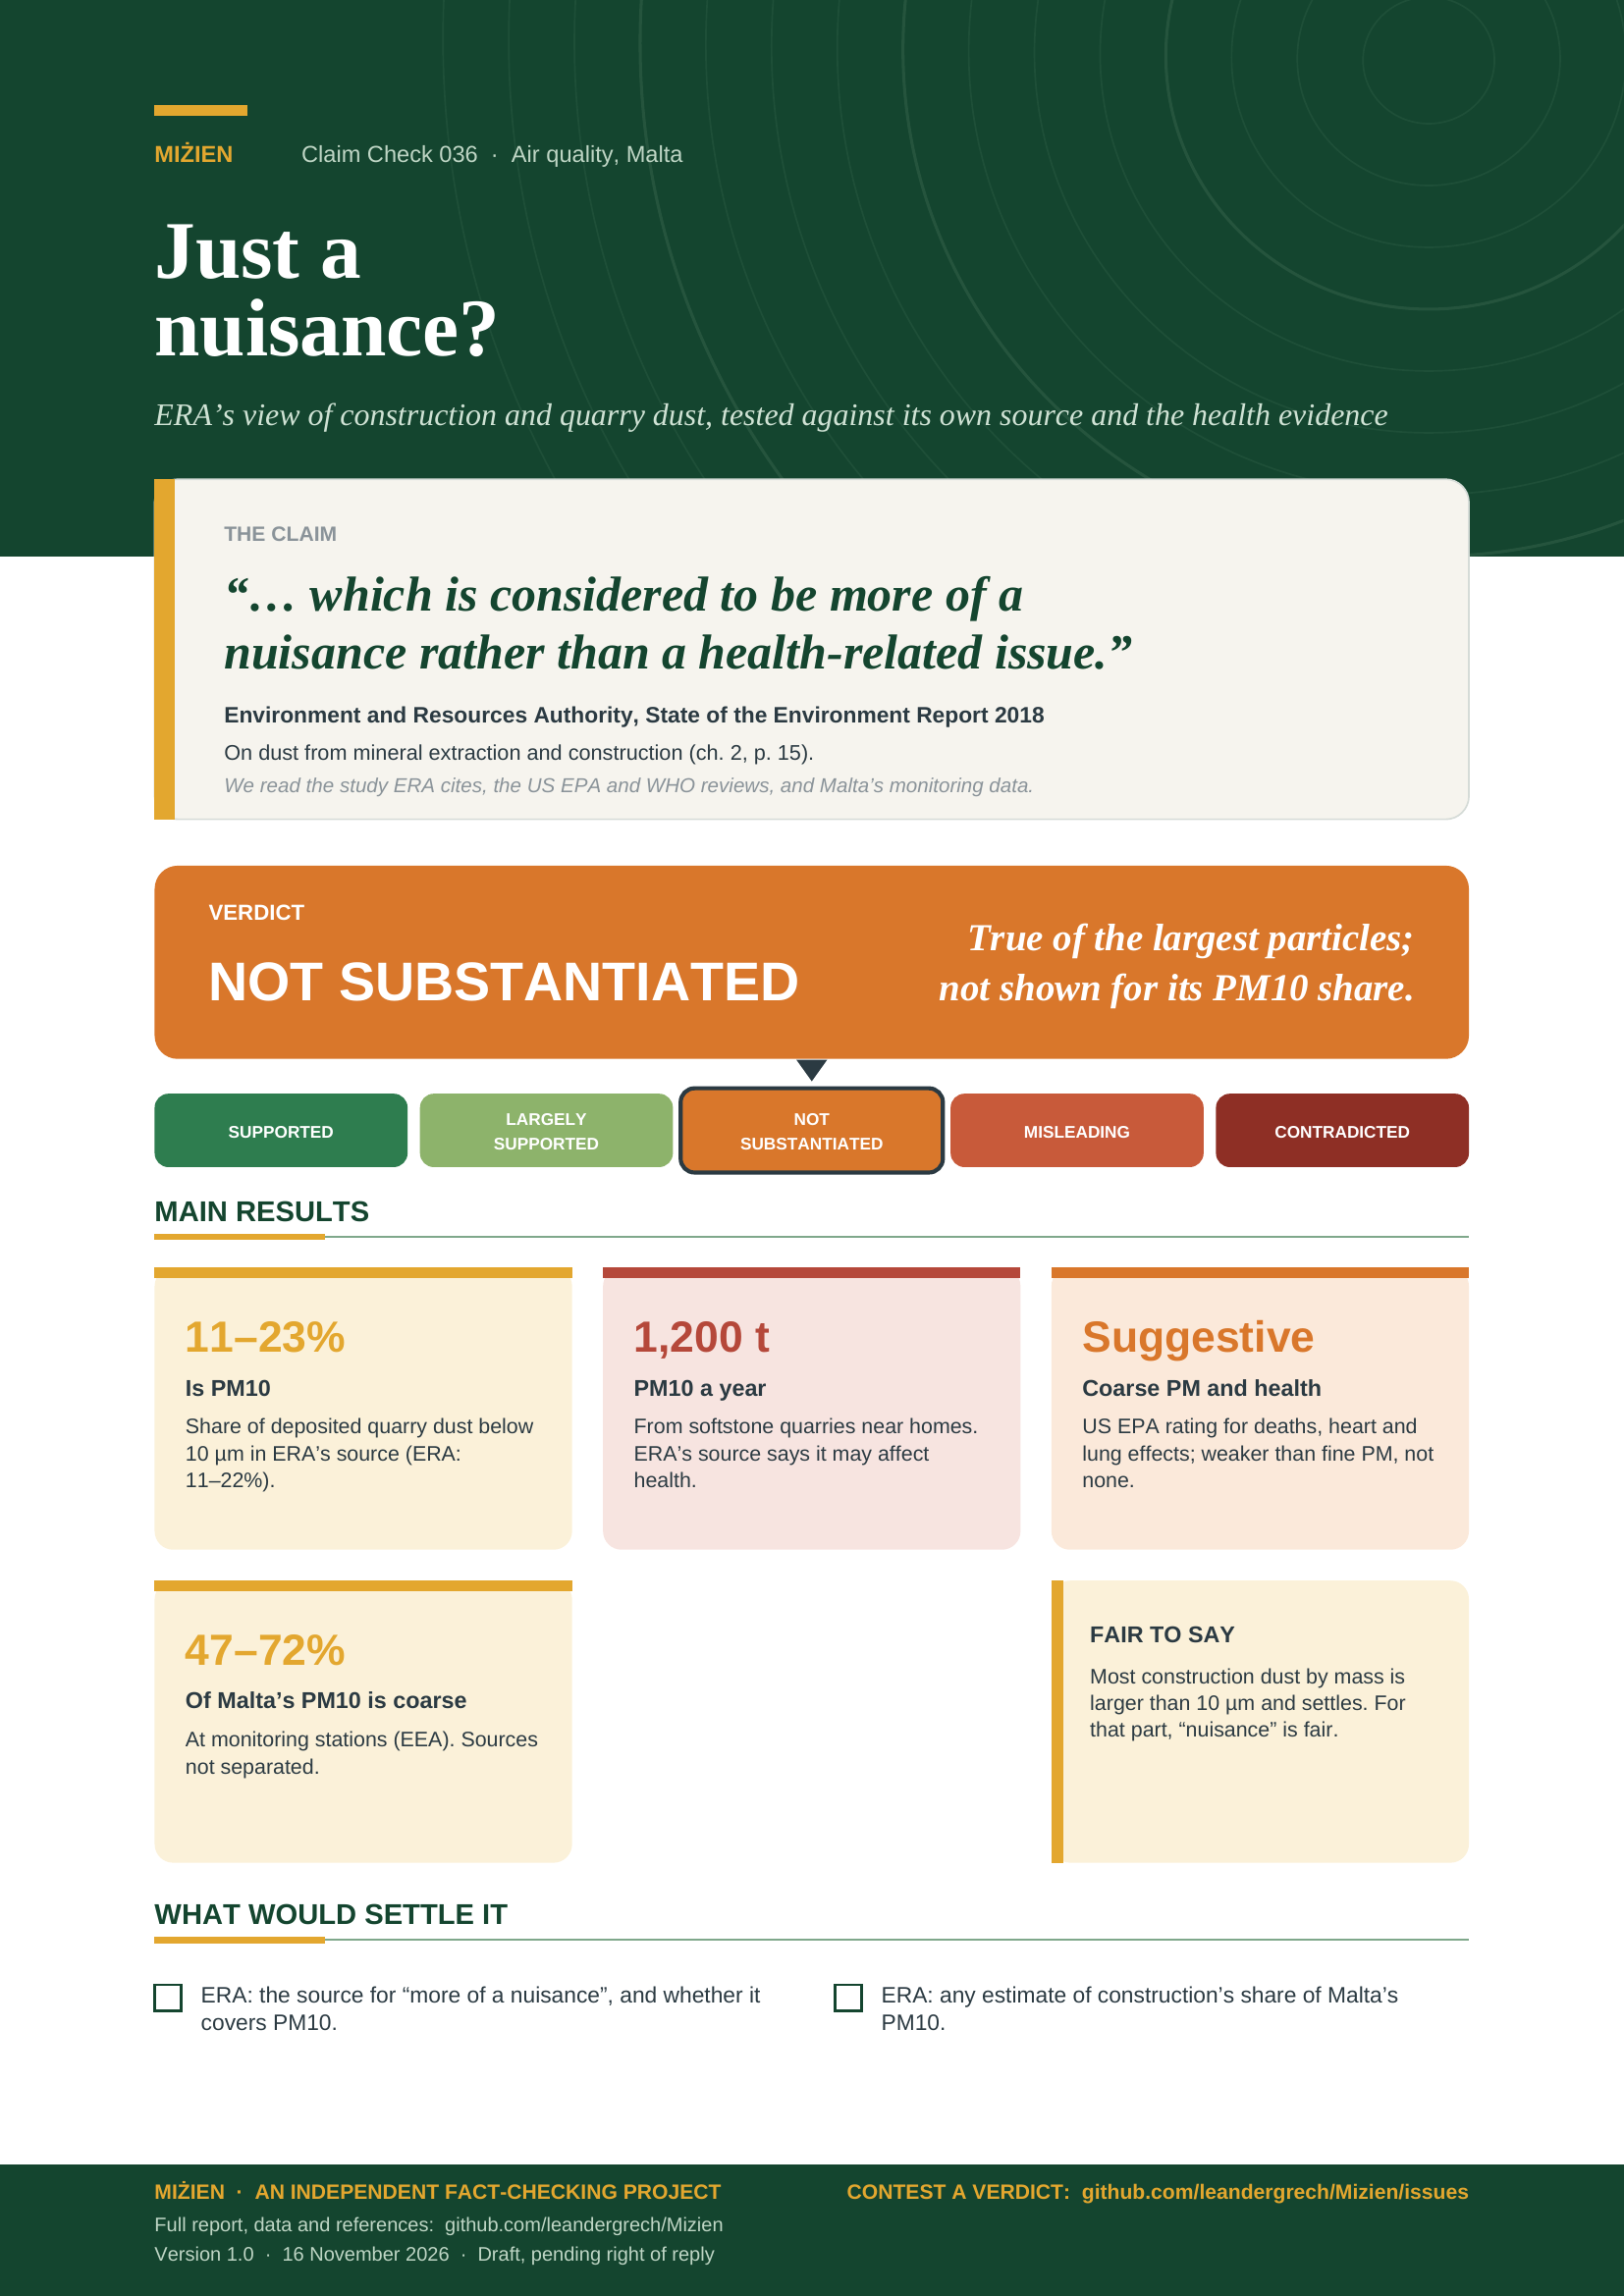 MIŻIEN Claim Check 036 · Air quality, Malta
Just a
nuisance?
ERA’s view of construction and quarry dust, tested against its own source and the health evidence
THE CLAIM
“… which is considered to be more of a
nuisance rather than a health-related issue.”
Environment and Resources Authority, State of the Environment Report 2018
On dust from mineral extraction and construction (ch. 2, p. 15).
We read the study ERA cites, the US EPA and WHO reviews, and Malta’s monitoring data.
VERDICT
NOT SUBSTANTIATED
True of the largest particles;
not shown for its PM10 share.
SUPPORTED
LARGELY
SUPPORTED
NOT
SUBSTANTIATED
MISLEADING
CONTRADICTED
MAIN RESULTS
11–23%
Is PM10
Share of deposited quarry dust below
10 µm in ERA’s source (ERA:
11–22%).
1,200 t
PM10 a year
From softstone quarries near homes.
ERA’s source says it may affect
health.
Suggestive
Coarse PM and health
US EPA rating for deaths, heart and
lung effects; weaker than fine PM, not
none.
47–72%
Of Malta’s PM10 is coarse
At monitoring stations (EEA). Sources
not separated.
FAIR TO SAY
Most construction dust by mass is
larger than 10 µm and settles. For
that part, “nuisance” is fair.
WHAT WOULD SETTLE IT
ERA: the source for “more of a nuisance”, and whether it
covers PM10.
ERA: any estimate of construction’s share of Malta’s
PM10.
MIŻIEN · AN INDEPENDENT FACT-CHECKING PROJECT
CONTEST A VERDICT: github.com/leandergrech/Mizien/issues
Full report, data and references: github.com/leandergrech/Mizien
Version 1.0 · 16 November 2026 · Draft, pending right of reply